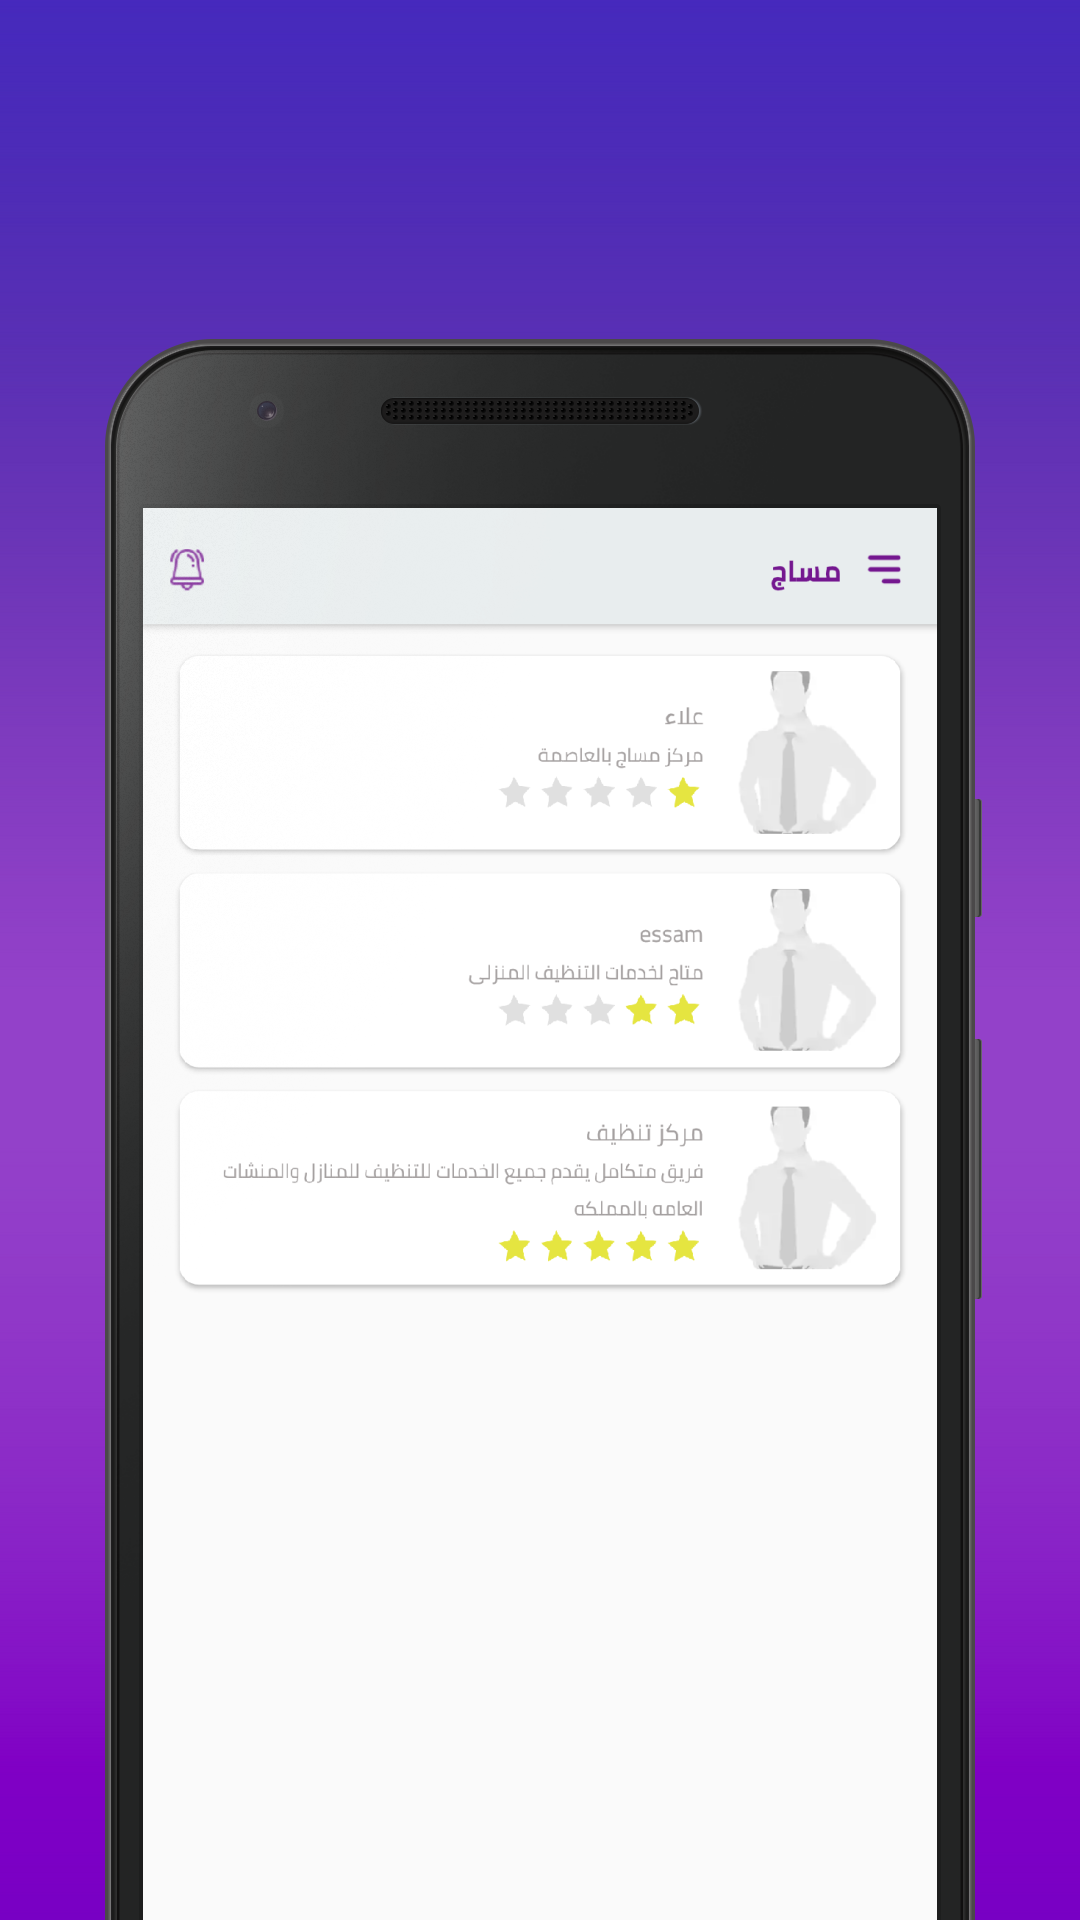 مساج
علاء
مركز مساج بالعاصمة
essam
متاح لخدمات التنظيف المنزلى
مركز تنظيف
فريق متكامل يقدم جميع الخدمات للتنظيف للمنازل والمنشات
العامه بالمملكه